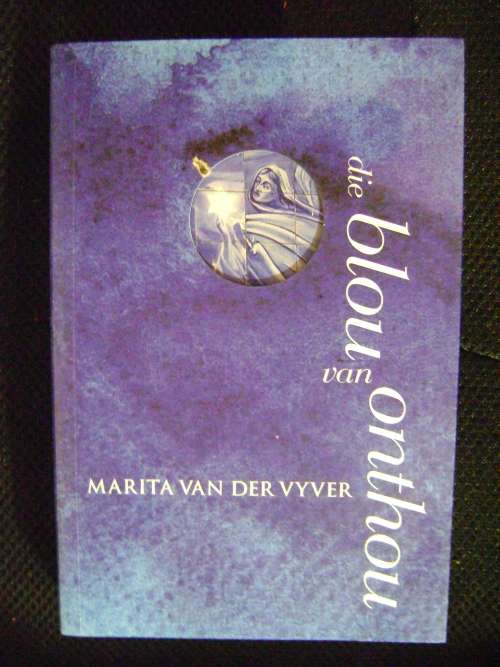 die
blou
van
onthou
MARITA VAN DER VYVER